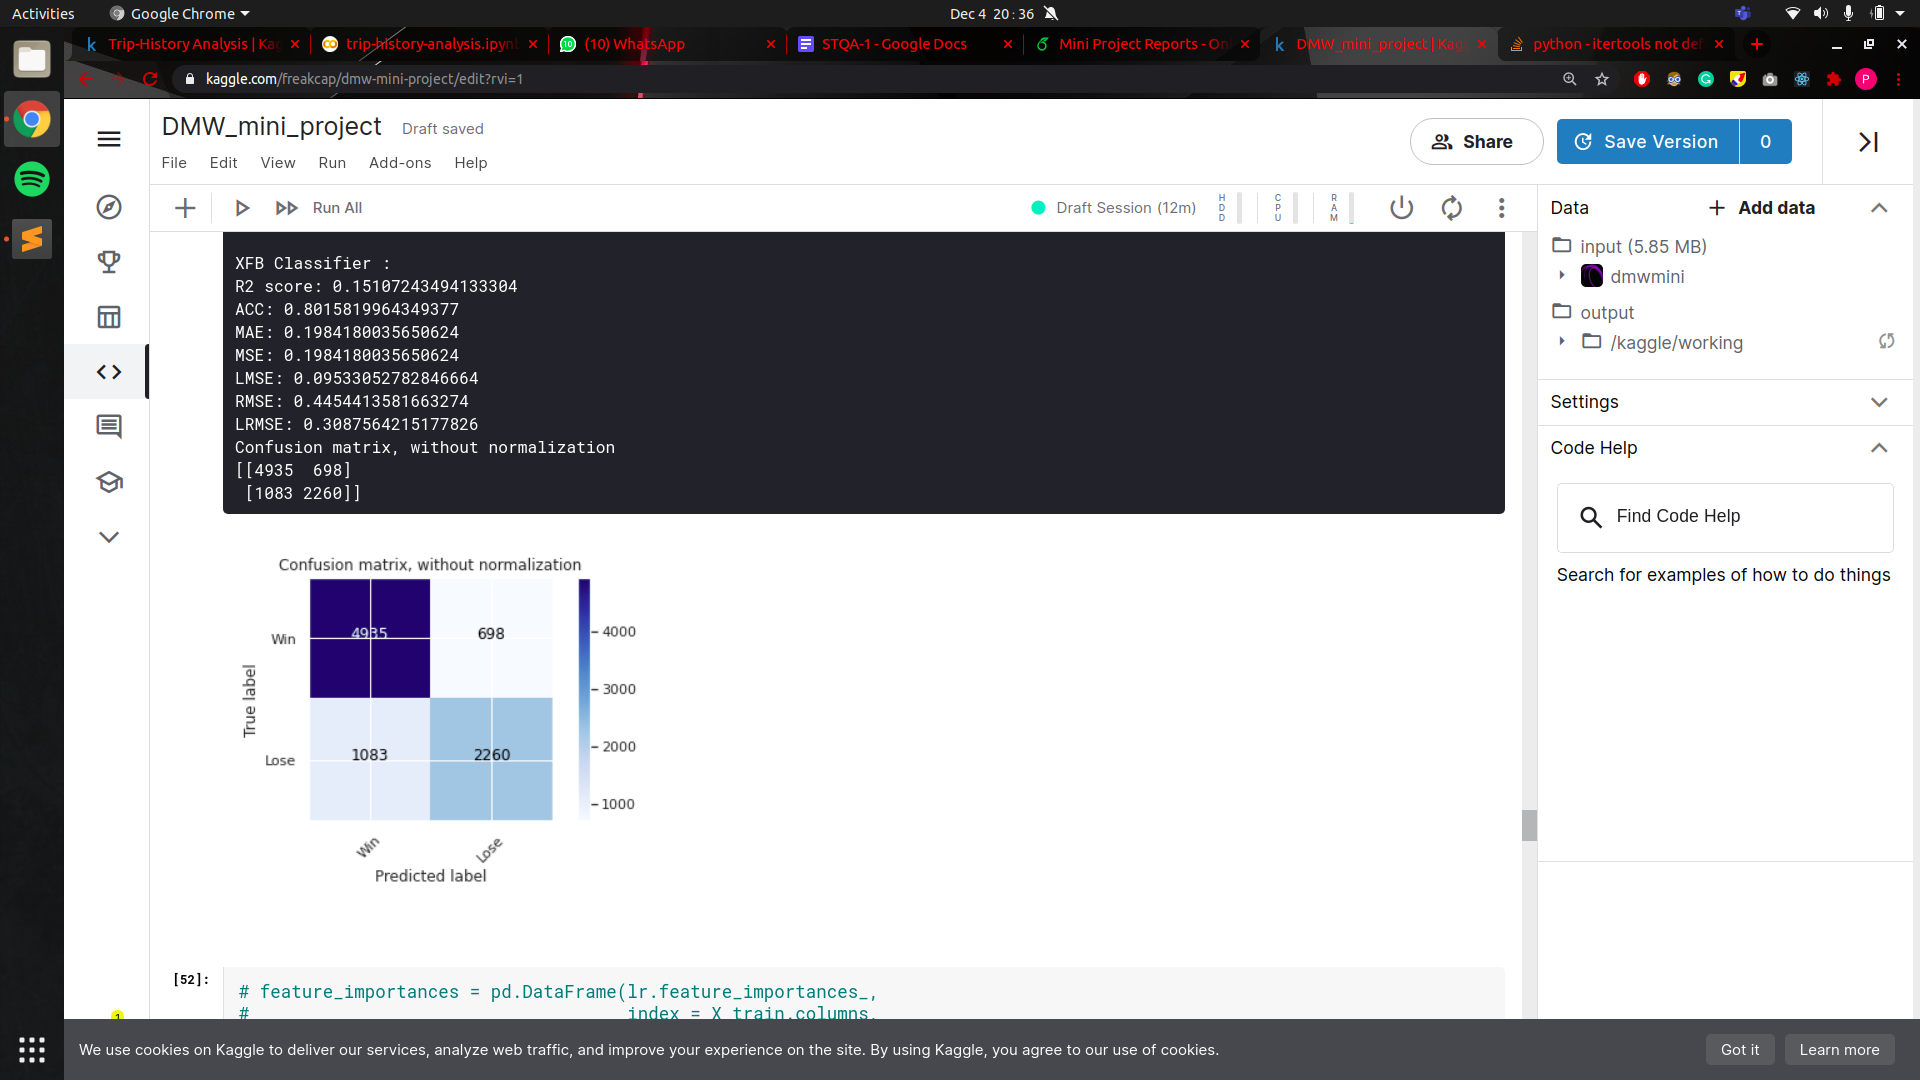 Activities
Google Chrome
Dec 4 20:36
Trip-History Analysis | Kag
trip-history-analysis.ipynb
(10) WhatsApp
STQA-1 - Google Docs
Mini Project Reports - Onl
DMW_mini_project | Kagg
python - itertools not def
kaggle.com/freakcap/dmw-mini-project/edit?rvi=1
P
DMW_mini_project
Draft saved
File Edit View Run Add-ons Help
Share
Save Version 0
Run All
Draft Session (12m)
HDD
CPU
RAM
XFB Classifier :
R2 score: 0.15107243494133304
ACC: 0.8015819964349377
MAE: 0.1984180035650624
MSE: 0.1984180035650624
LMSE: 0.09533052782846664
RMSE: 0.4454413581663274
LRMSE: 0.3087564215177826
Confusion matrix, without normalization
[[4935  698]
 [1083 2260]]
Confusion matrix, without normalization
Win
4935
698
Lose
1083
2260
True label
Win
Lose
Predicted label
4000
3000
2000
1000
[52]:
# feature_importances = pd.DataFrame(lr.feature_importances_,
# index = X_train.columns,
1
Data
Add data
input (5.85 MB)
dmwmini
output
/kaggle/working
Settings
Code Help
Find Code Help
Search for examples of how to do things
We use cookies on Kaggle to deliver our services, analyze web traffic, and improve your experience on the site. By using Kaggle, you agree to our use of cookies.
Got it
Learn more